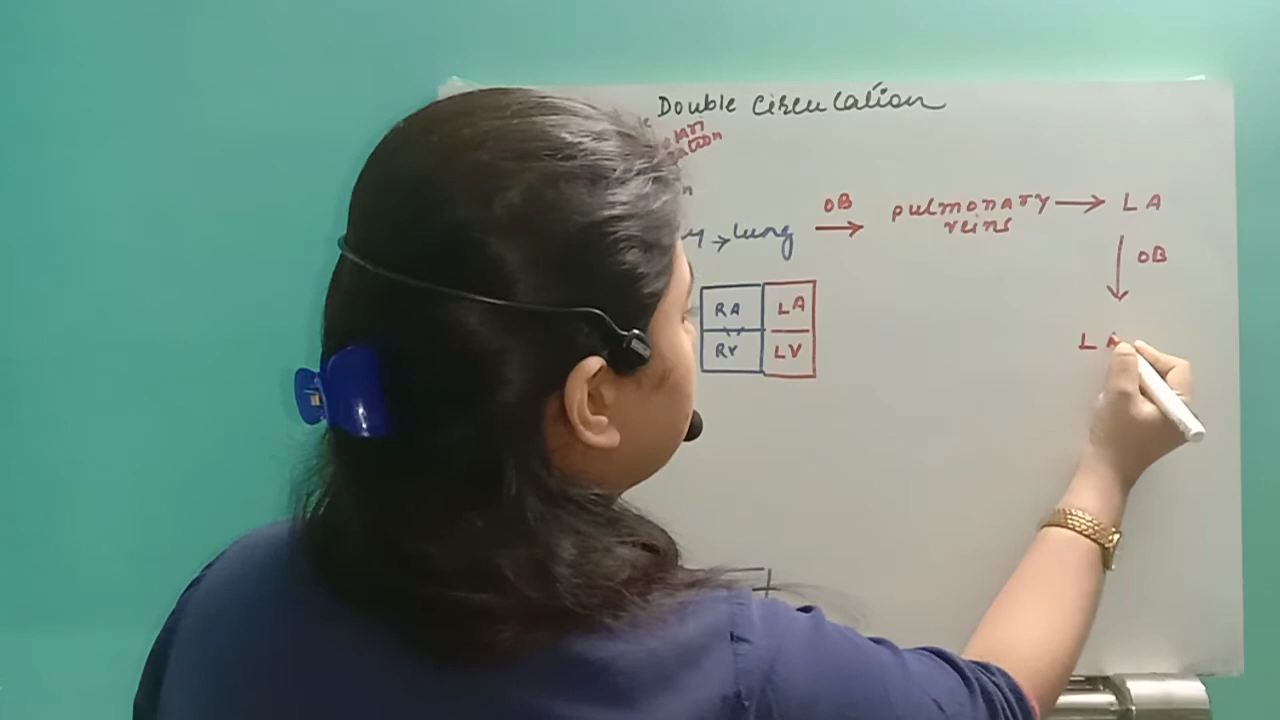 Double Circulation
OB
pulmonary → LA
veins
→ lung →
↓ OB
RA LA
RV LV
L